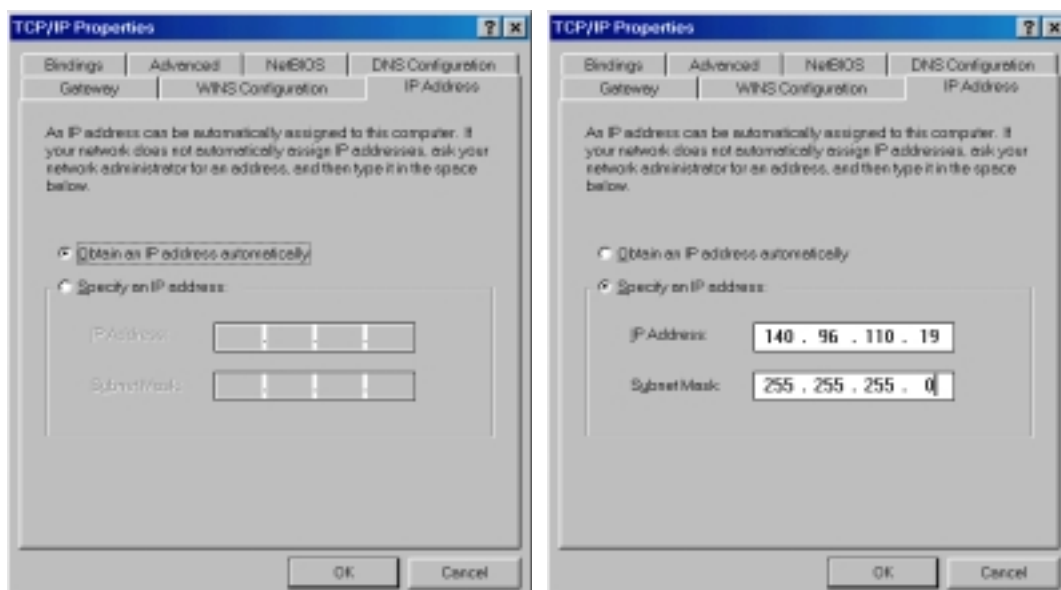 TCP/IP Properties
Bindings Advanced NetBIOS DNS Configuration
Gateway WINS Configuration IP Address
An IP address can be automatically assigned to this computer. If
your network does not automatically assign IP addresses, ask your
network administrator for an address, and then type it in the space
below.
Obtain an IP address automatically
Specify an IP address:
IP Address:
. . .
Subnet Mask:
. . .
OK Cancel
TCP/IP Properties
Bindings Advanced NetBIOS DNS Configuration
Gateway WINS Configuration IP Address
An IP address can be automatically assigned to this computer. If
your network does not automatically assign IP addresses, ask your
network administrator for an address, and then type it in the space
below.
Obtain an IP address automatically
Specify an IP address:
IP Address: 140 . 96 . 110 . 19
Subnet Mask: 255 . 255 . 255 . 0
OK Cancel